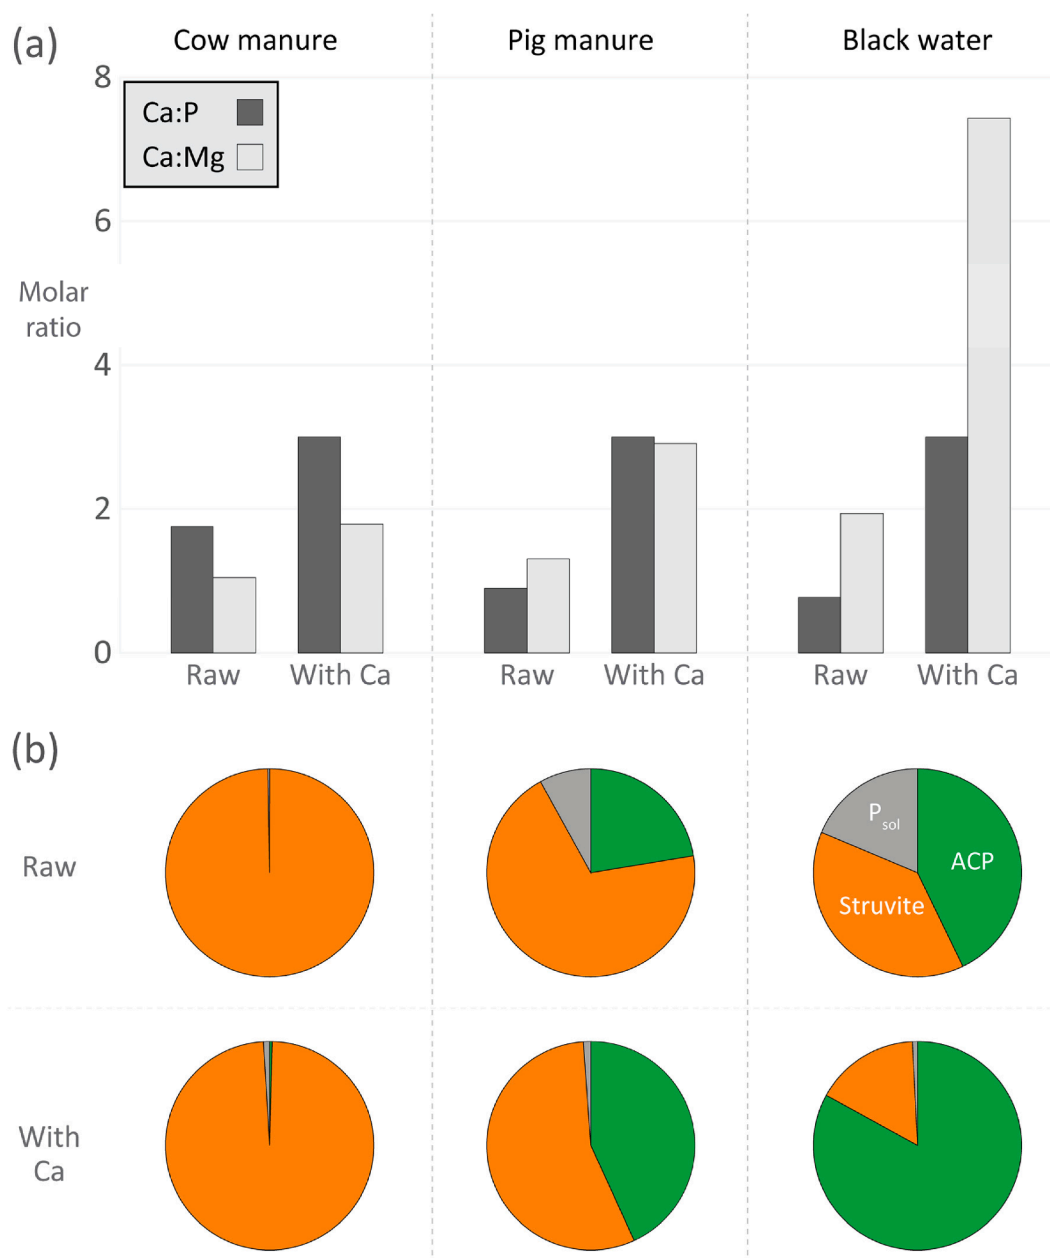 (a)
Cow manure
Pig manure
Black water
8
6
4
2
0
Ca:P
Ca:Mg
Molar
ratio
Raw
With Ca
Raw
With Ca
Raw
With Ca
(b)
Raw
Psol
ACP
Struvite
With
Ca